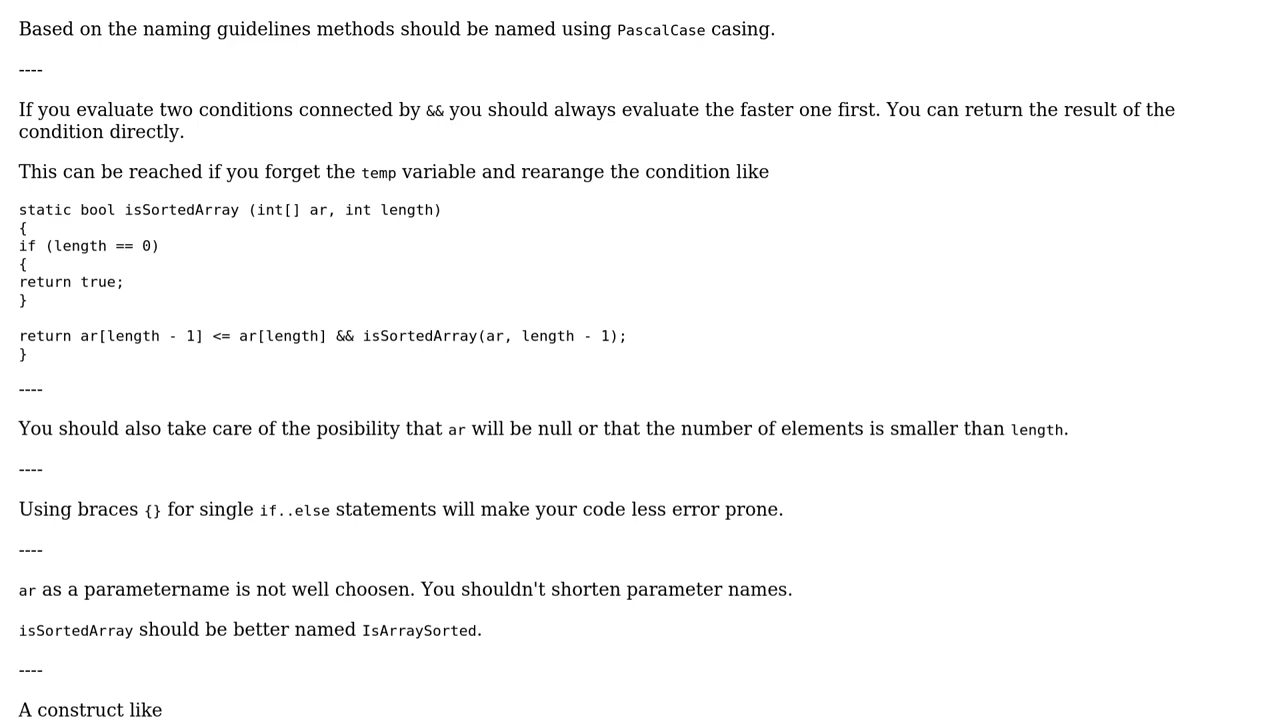 Based on the naming guidelines methods should be named using PascalCase casing.
----
If you evaluate two conditions connected by && you should always evaluate the faster one first. You can return the result of the
condition directly.
This can be reached if you forget the temp variable and rearange the condition like
static bool isSortedArray (int[] ar, int length)
{
if (length == 0)
{
return true;
}
return ar[length - 1] <= ar[length] && isSortedArray(ar, length - 1);
}
----
You should also take care of the posibility that ar will be null or that the number of elements is smaller than length.
----
Using braces {} for single if..else statements will make your code less error prone.
----
ar as a parametername is not well choosen. You shouldn't shorten parameter names.
isSortedArray should be better named IsArraySorted.
----
A construct like